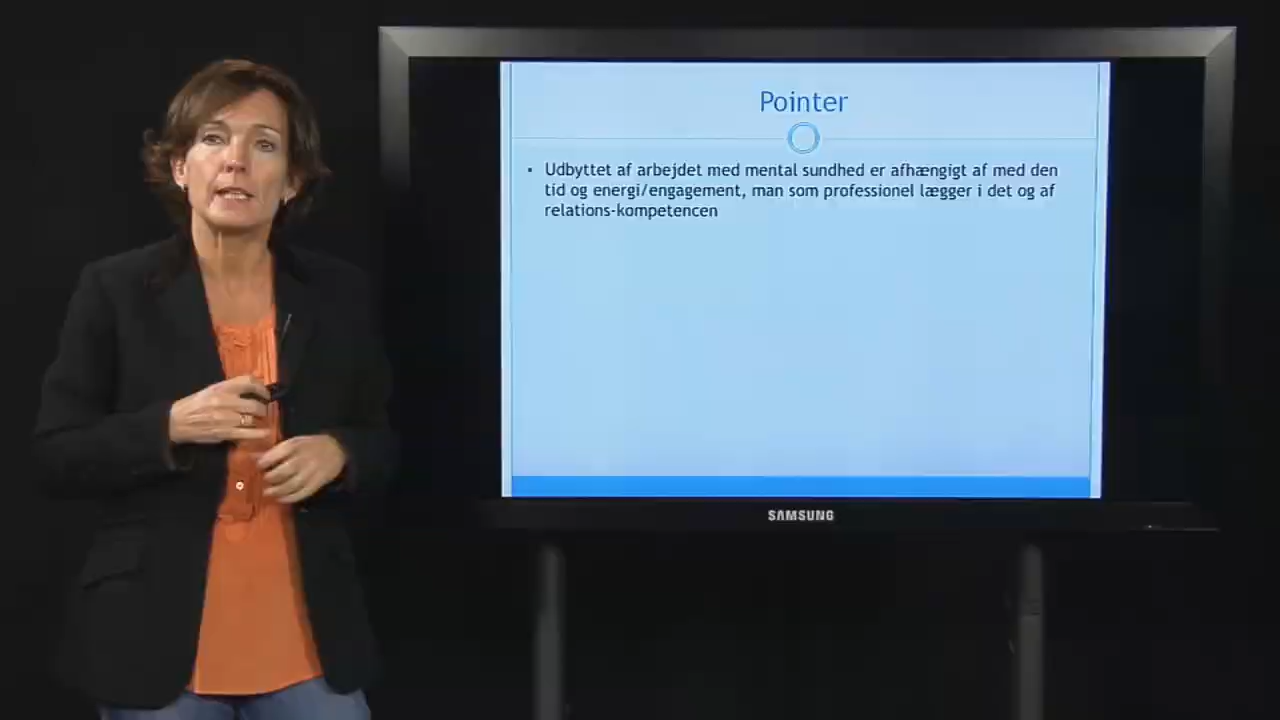 Pointer
• Udbyttet af arbejdet med mental sundhed er afhængigt af med den
tid og energi/engagement, man som professionel lægger i det og af
relations-kompetencen
SAMSUNG